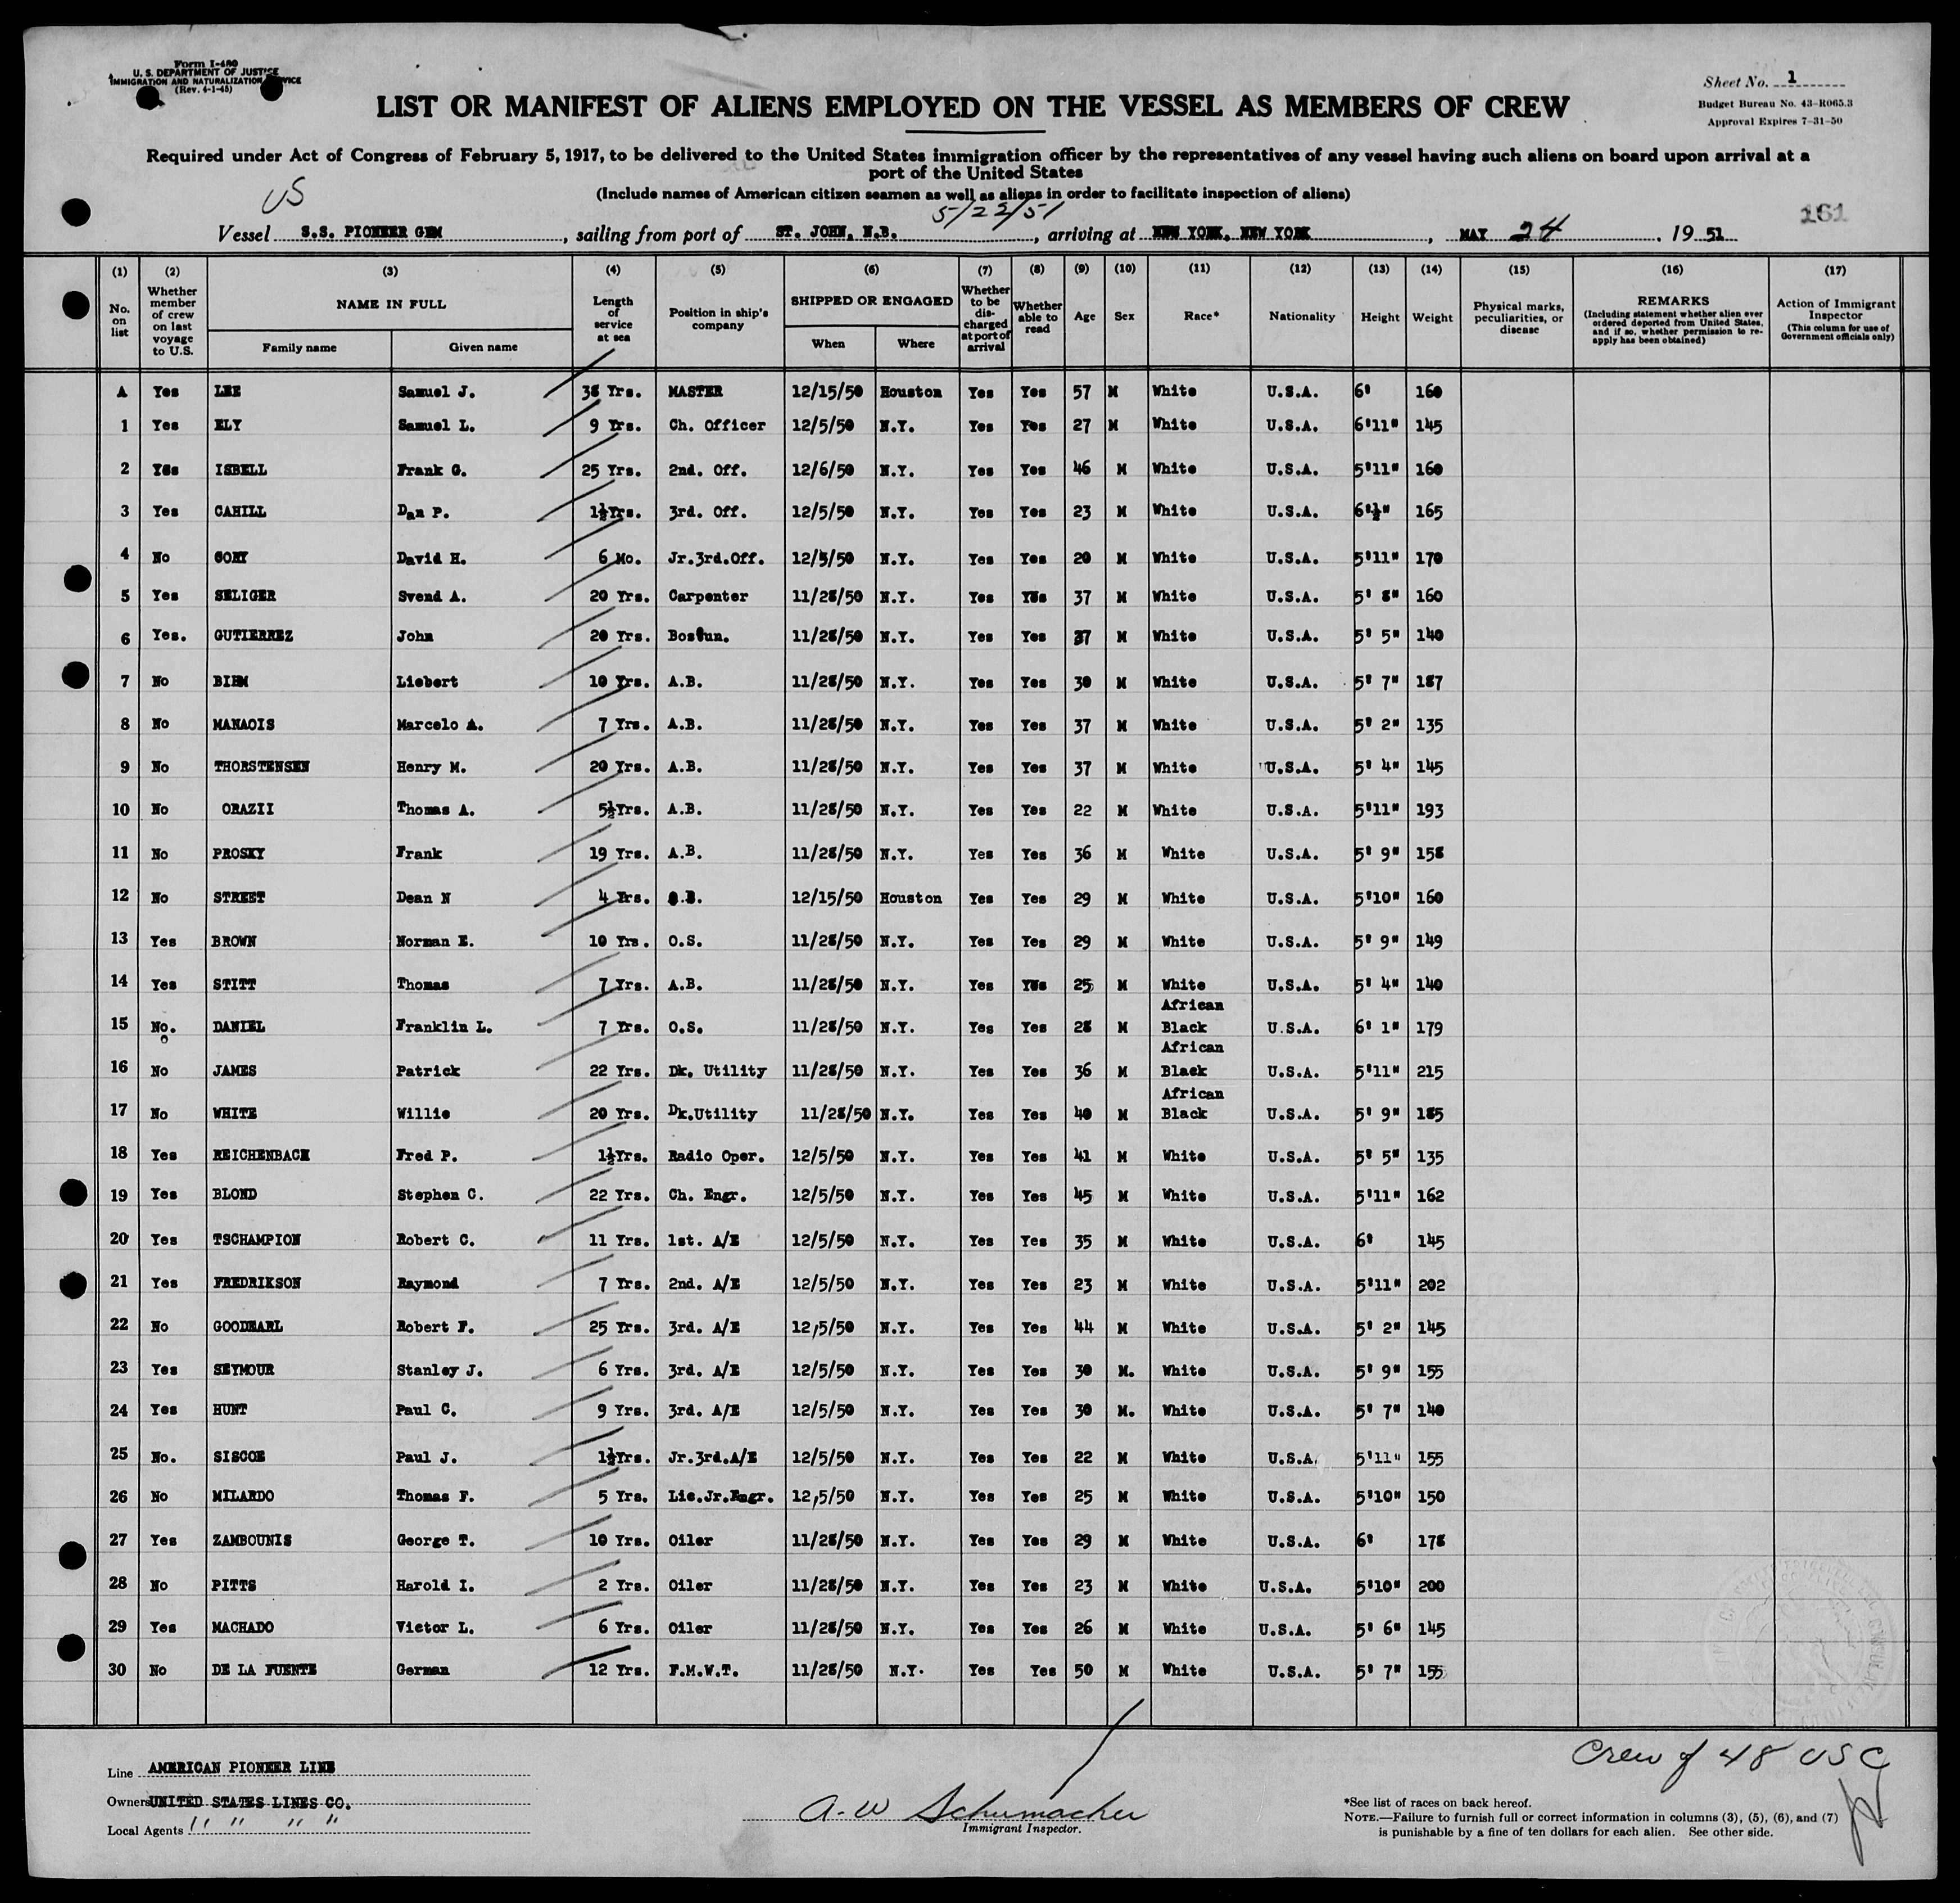 Form I-480
U. S. DEPARTMENT OF JUSTICE
IMMIGRATION AND NATURALIZATION SERVICE
(Rev. 4-1-45)
Sheet No. 1
Budget Bureau No. 43-R065.3
Approval Expires 7-31-50
LIST OR MANIFEST OF ALIENS EMPLOYED ON THE VESSEL AS MEMBERS OF CREW
Required under Act of Congress of February 5, 1917, to be delivered to the United States immigration officer by the representatives of any vessel having such aliens on board upon arrival at a
port of the United States
(Include names of American citizen seamen as well as aliens in order to facilitate inspection of aliens)
US
5/22/51
161
Vessel S.S. PIONEER GEM, sailing from port of ST. JOHN, N.B., arriving at NEW YORK, NEW YORK, MAY 24, 1951
(1) No. on list (2) Whether member of crew on last voyage to U.S. (3) NAME IN FULL Family name Given name (4) Length of service at sea (5) Position in ship's company (6) SHIPPED OR ENGAGED When Where (7) Whether to be discharged at port of arrival (8) Whether able to read (9) Age (10) Sex (11) Race* (12) Nationality (13) Height (14) Weight (15) Physical marks, peculiarities, or disease (16) REMARKS (Including statement whether alien ever ordered deported from United States, and if so, whether permission to re-apply has been obtained) (17) Action of Immigrant Inspector (This column for use of Government officials only)
A Yes LEE Samuel J. 38 Yrs. MASTER 12/15/50 Houston Yes Yes 57 M White U.S.A. 6' 160
1 Yes ELY Samuel L. 9 Yrs. Ch. Officer 12/5/50 N.Y. Yes Yes 27 M White U.S.A. 6'11" 145
2 Yes ISBELL Frank G. 25 Yrs. 2nd. Off. 12/6/50 N.Y. Yes Yes 46 M White U.S.A. 5'11" 160
3 Yes CAHILL Dan P. 1½Yrs. 3rd. Off. 12/5/50 N.Y. Yes Yes 23 M White U.S.A. 6'½" 165
4 No GORY David H. 6 Mo. Jr.3rd.Off. 12/5/50 N.Y. Yes Yes 20 M White U.S.A. 5'11" 170
5 Yes SELIGER Svend A. 20 Yrs. Carpenter 11/28/50 N.Y. Yes Yes 37 M White U.S.A. 5' 8" 160
6 Yes. GUTIERREZ John 20 Yrs. Bos'un. 11/28/50 N.Y. Yes Yes 37 M White U.S.A. 5' 5" 140
7 No BIEM Liebert 10 Yrs. A.B. 11/28/50 N.Y. Yes Yes 30 M White U.S.A. 5' 7" 187
8 No MANAOIS Marcelo A. 7 Yrs. A.B. 11/28/50 N.Y. Yes Yes 37 M White U.S.A. 5' 2" 135
9 No THORSTENSEN Henry M. 20 Yrs. A.B. 11/28/50 N.Y. Yes Yes 37 M White U.S.A. 5' 4" 145
10 No ORAZII Thomas A. 5½Yrs. A.B. 11/28/50 N.Y. Yes Yes 22 M White U.S.A. 5'11" 193
11 No PROSKY Frank 19 Yrs. A.B. 11/28/50 N.Y. Yes Yes 36 M White U.S.A. 5' 9" 158
12 No STREET Dean N 4 Yrs. 12/15/50 Houston Yes Yes 29 M White U.S.A. 5'10" 160
13 Yes BROWN Norman E. 10 Yrs. O.S. 11/28/50 N.Y. Yes Yes 29 M White U.S.A. 5' 9" 149
14 Yes STITT Thomas 7 Yrs. A.B. 11/28/50 N.Y. Yes Yes 25 M White U.S.A. 5' 4" 140
15 No. DANIEL Franklin L. 7 Yrs. O.S. 11/28/50 N.Y. Yes Yes 28 M African Black U.S.A. 6' 1" 179
16 No JAMES Patrick 22 Yrs. Dk. Utility 11/28/50 N.Y. Yes Yes 36 M African Black U.S.A. 5'11" 215
17 No WHITE Willie 20 Yrs. Dk.Utility 11/28/50 N.Y. Yes Yes 40 M African Black U.S.A. 5' 9" 185
18 Yes REICHENBACH Fred P. 1½Yrs. Radio Oper. 12/5/50 N.Y. Yes Yes 41 M White U.S.A. 5' 5" 135
19 Yes BLOND Stephen C. 22 Yrs. Ch. Engr. 12/5/50 N.Y. Yes Yes 45 M White U.S.A. 5'11" 162
20 Yes TSCHAMPION Robert C. 11 Yrs. 1st. A/E 12/5/50 N.Y. Yes Yes 35 M White U.S.A. 6' 145
21 Yes FREDRIKSON Raymond 7 Yrs. 2nd. A/E 12/5/50 N.Y. Yes Yes 23 M White U.S.A. 5'11" 202
22 No GOODEARL Robert F. 25 Yrs. 3rd. A/E 12,5/50 N.Y. Yes Yes 44 M White U.S.A. 5' 2" 145
23 Yes SEYMOUR Stanley J. 6 Yrs. 3rd. A/E 12/5/50 N.Y. Yes Yes 30 M. White U.S.A. 5' 9" 155
24 Yes HUNT Paul C. 9 Yrs. 3rd. A/E 12/5/50 N.Y. Yes Yes 30 M. White U.S.A. 5' 7" 140
25 No. SISCOE Paul J. 1½Yrs. Jr.3rd.A/E 12/5/50 N.Y. Yes Yes 22 M White U.S.A. 5'11" 155
26 No MILARDO Thomas F. 5 Yrs. Lic.Jr.Engr. 12,5/50 N.Y. Yes Yes 25 M White U.S.A. 5'10" 150
27 Yes ZAMBOUNIS George T. 10 Yrs. Oiler 11/28/50 N.Y. Yes Yes 29 M White U.S.A. 6' 178
28 No PITTS Harold I. 2 Yrs. Oiler 11/28/50 N.Y. Yes Yes 23 M White U.S.A. 5'10" 200
29 Yes MACHADO Victor L. 6 Yrs. Oiler 11/28/50 N.Y. Yes Yes 26 M White U.S.A. 5' 6" 145
30 No DE LA FUENTE German 12 Yrs. F.M.W.T. 11/28/50 N.Y. Yes Yes 50 M White U.S.A. 5' 7" 155
Crew of 48 USC
Line AMERICAN PIONEER LINE
Owners UNITED STATES LINES CO.
Local Agents " " " "
A-W Schumacher
Immigrant Inspector.
*See list of races on back hereof.
NOTE.—Failure to furnish full or correct information in columns (3), (5), (6), and (7)
is punishable by a fine of ten dollars for each alien. See other side.